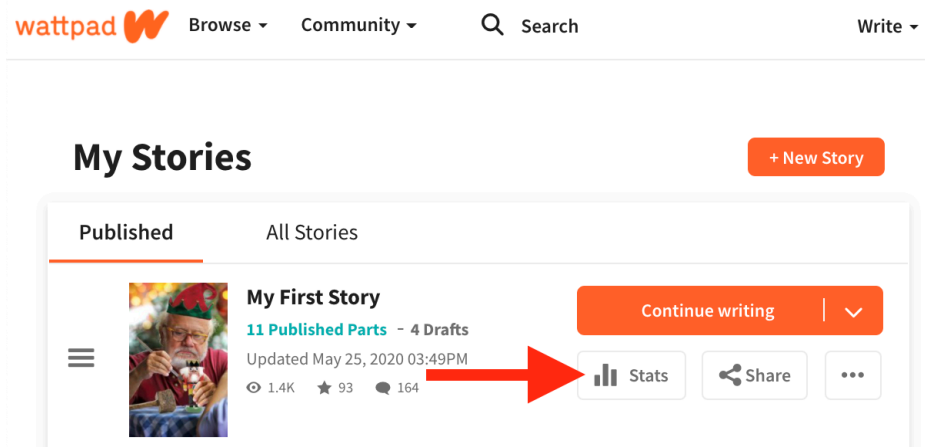 wattpad Browse Community Search Write
My Stories
+ New Story
Published All Stories
My First Story
11 Published Parts - 4 Drafts
Updated May 25, 2020 03:49PM
1.4K 93 164
Continue writing
Stats Share